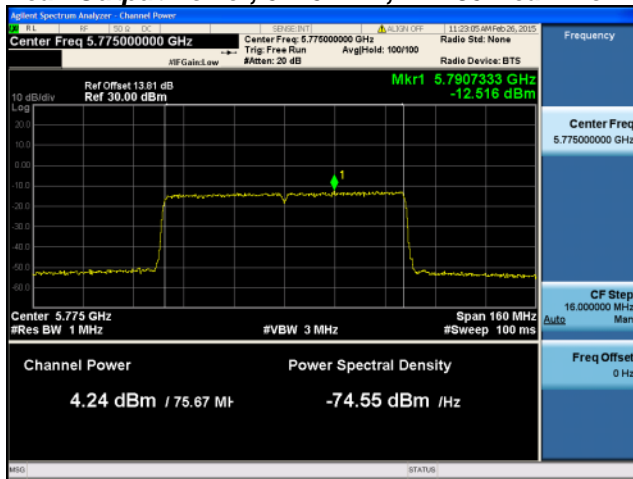 Agilent Spectrum Analyzer - Channel Power
RL RF 50 Ω DC SENSE:INT ALIGN OFF 11:23:05 AM Feb 26, 2015
Center Freq 5.775000000 GHz
Center Freq: 5.775000000 GHz
Radio Std: None
Trig: Free Run Avg|Hold: 100/100
#IFGain:Low
#Atten: 20 dB
Radio Device: BTS
Mkr1 5.7907333 GHz
-12.516 dBm
Ref Offset 13.81 dB
10 dB/div Ref 30.00 dBm
Log
20.0
10.0
0.00
-10.0
-20.0
-30.0
-40.0
-50.0
-60.0
1
Center 5.775 GHz
Span 160 MHz
#Res BW 1 MHz
#VBW 3 MHz
#Sweep 100 ms
Channel Power
Power Spectral Density
4.24 dBm / 75.67 MH
-74.55 dBm /Hz
MSG
STATUS
Frequency
Center Freq
5.775000000 GHz
CF Step
16.000000 MHz
Auto Man
Freq Offset
0 Hz